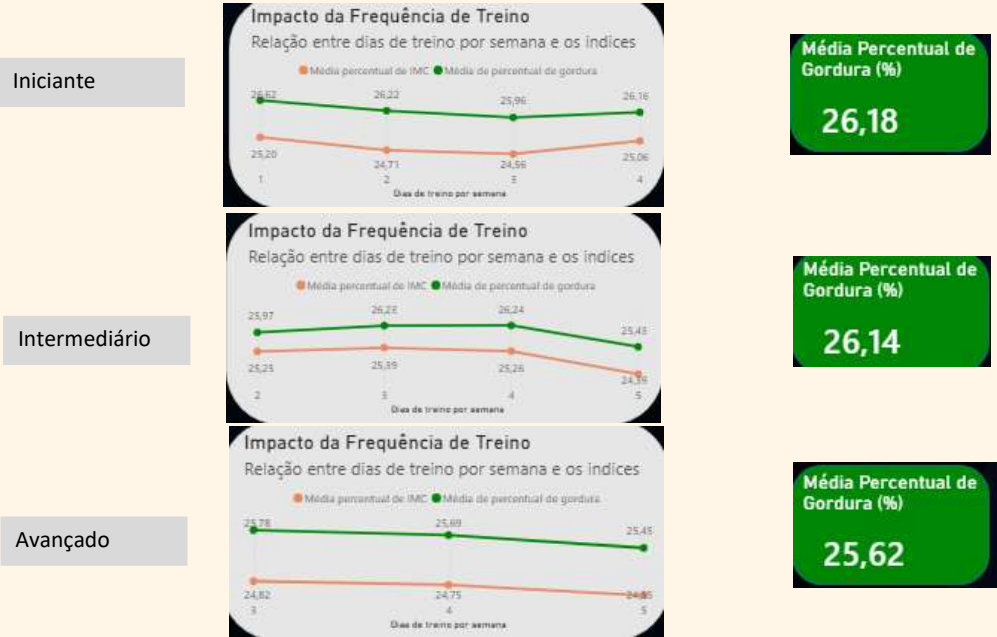 Iniciante
Impacto da Frequência de Treino
Relação entre dias de treino por semana e os indices
Média percentual de IMC Média de percentual de gordura
26,62 26,22 25,96 26,16
25,20 24,71 24,56 25,06
1 2 3 4
Dias de treino por semana
Média Percentual de
Gordura (%)
26,18
Intermediário
Impacto da Frequência de Treino
Relação entre dias de treino por semana e os indices
Média percentual de IMC Média de percentual de gordura
25,97 26,23 26,24 25,43
25,25 25,39 25,26
2 3 4 5
Dias de treino por semana
Média Percentual de
Gordura (%)
26,14
Avançado
Impacto da Frequência de Treino
Relação entre dias de treino por semana e os indices
Média percentual de IMC Média de percentual de gordura
25,78 25,69 25,45
24,82 24,75
3 4 5
Dias de treino por semana
Média Percentual de
Gordura (%)
25,62